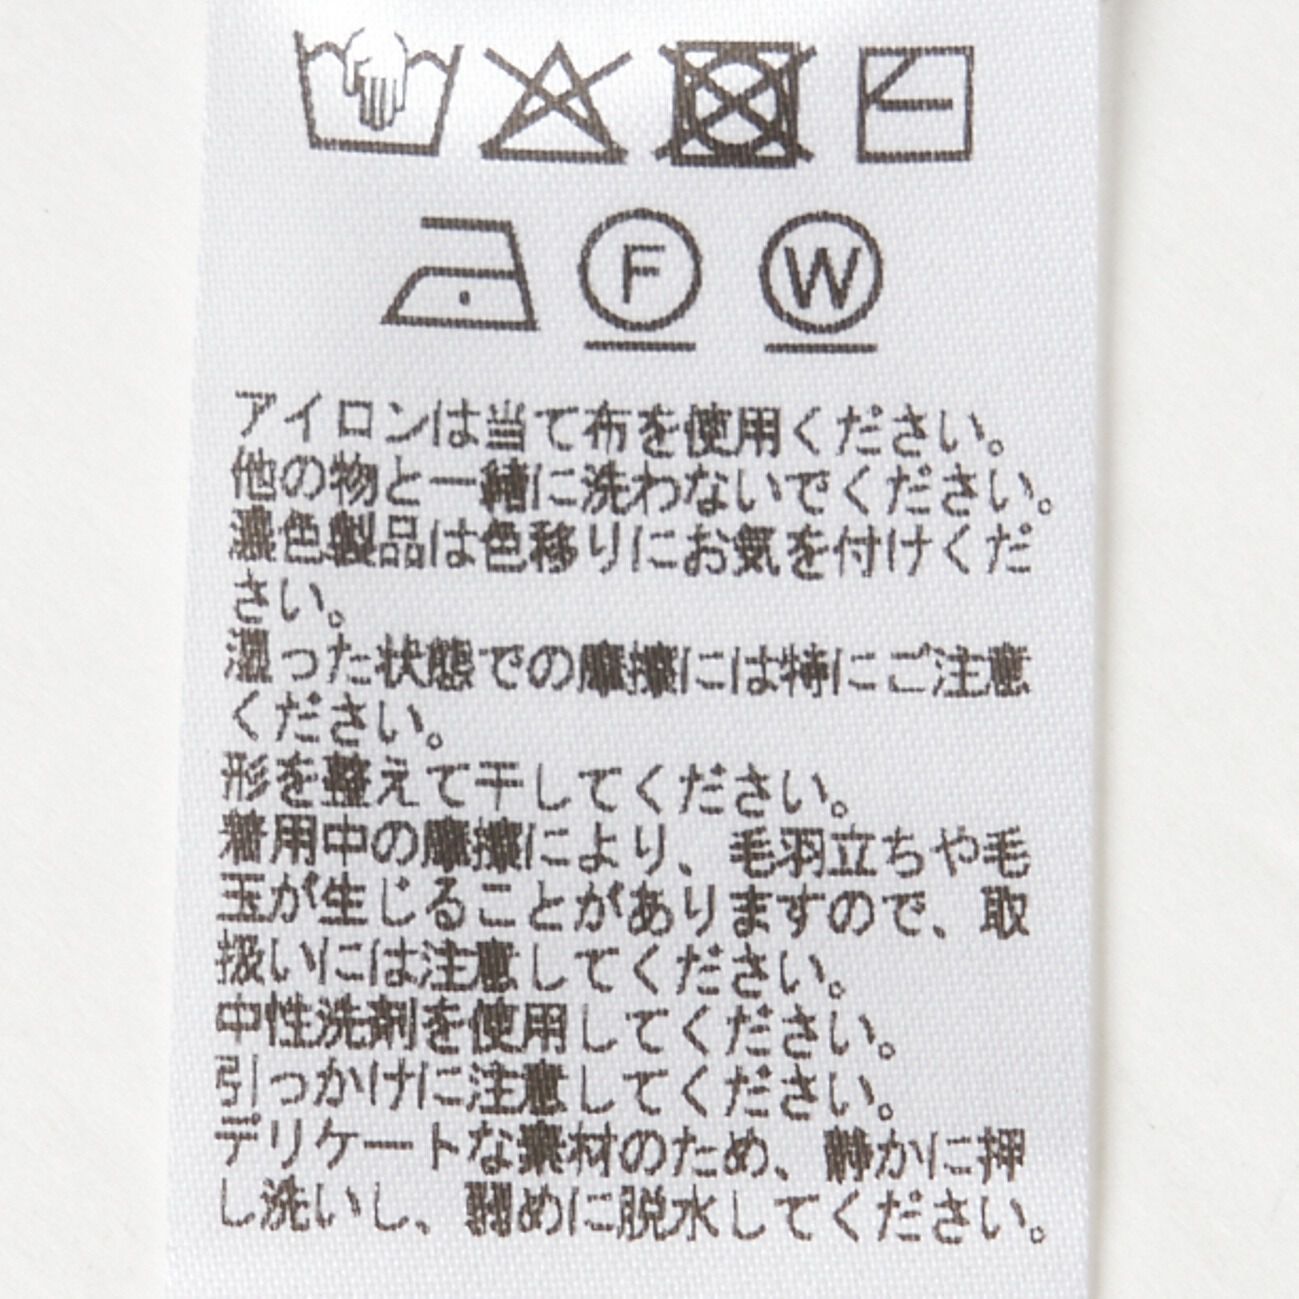 F W
アイロンは当て布を使用ください。
他の物と一緒に洗わないでください。
濃色製品は色移りにお気を付けくだ
さい。
湿った状態での摩擦には特にご注意
ください。
形を整えて干してください。
着用中の摩擦により、毛羽立ちや毛
玉が生じることがありますので、取
扱いには注意してください。
中性洗剤を使用してください。
引っかけに注意してください。
デリケートな素材のため、静かに押
し洗いし、弱めに脱水してください。